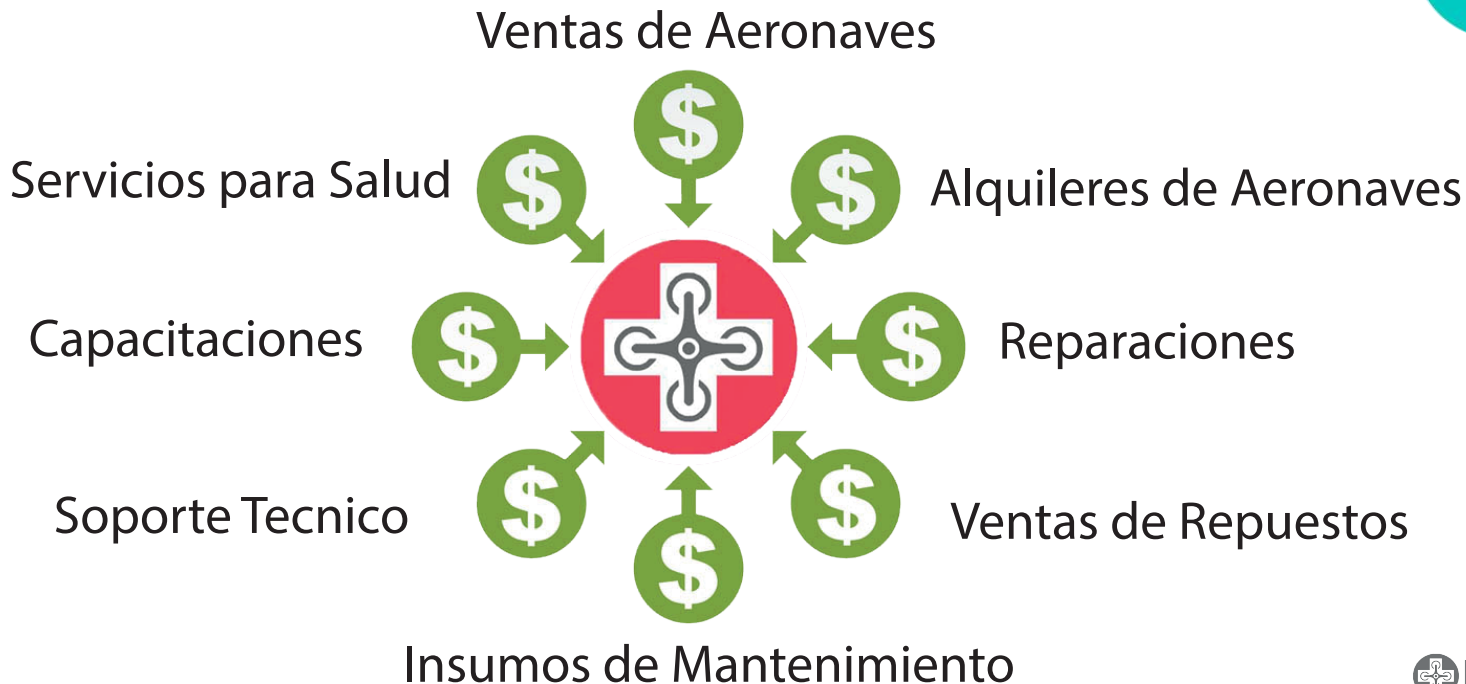 Ventas de Aeronaves
Servicios para Salud
$
$
$
Alquileres de Aeronaves
Capacitaciones
$
$
Reparaciones
Soporte Tecnico
$
$
$
Ventas de Repuestos
Insumos de Mantenimiento